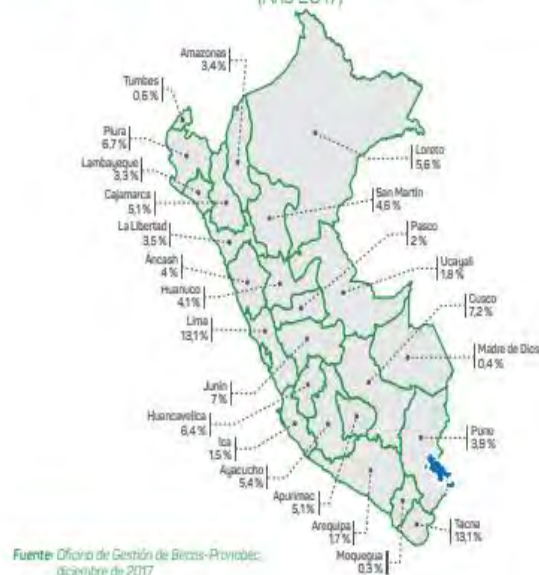 (Año 2017)
Amazonas
3,4%
Tumbes
0,6%
Piura
6,7%
Lambayeque
3,3%
Cajamarca
5,1%
La Libertad
3,5%
Áncash
4%
Huánuco
4,1%
Lima
13,1%
Junín
7%
Huancavelica
6,4%
Ica
1,5%
Ayacucho
5,4%
Apurímac
5,1%
Arequipa
1,7%
Moquegua
0,3%
Loreto
5,6%
San Martín
4,6%
Pasco
2%
Ucayali
1,8%
Cusco
7,2%
Madre de Dios
0,4%
Puno
3,9%
Tacna
13,1%
Fuente: Oficina de Gestión de Becas-Pronabec,
diciembre de 2017